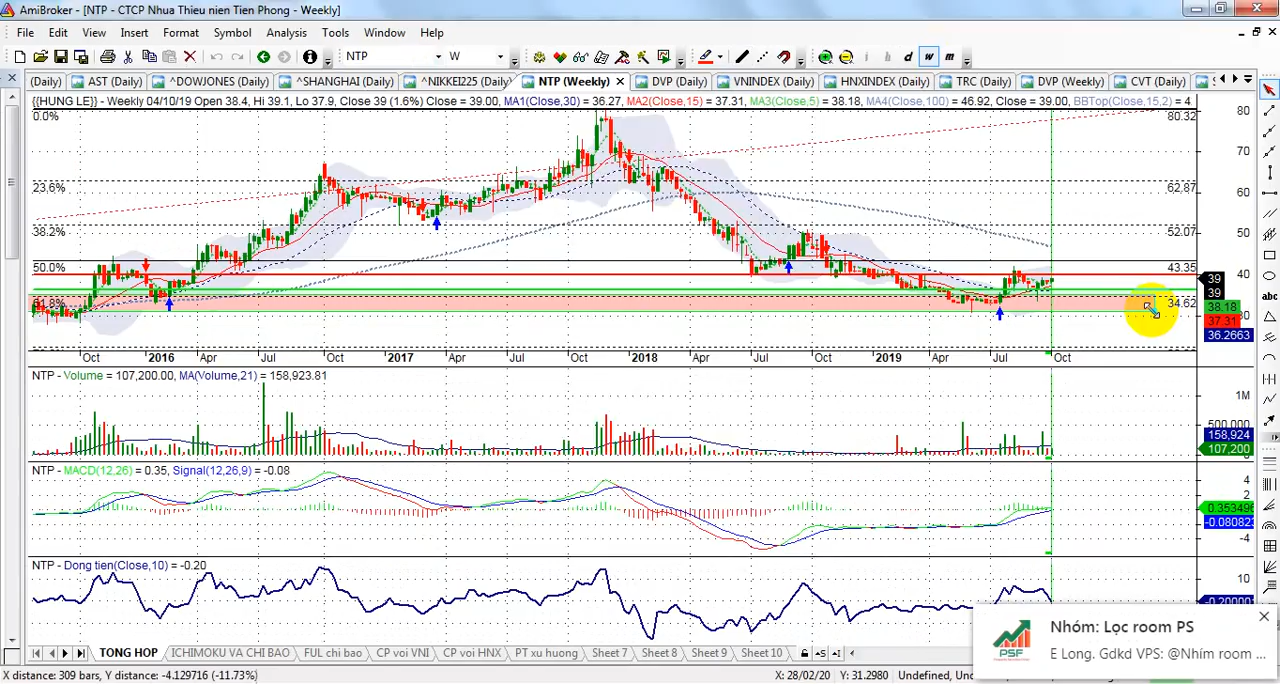 AmiBroker - [NTP - CTCP Nhua Thieu nien Tien Phong - Weekly]
File Edit View Insert Format Symbol Analysis Tools Window Help
NTP W
(Daily) AST (Daily) ^DOWJONES (Daily) ^SHANGHAI (Daily) ^NIKKEI225 (Daily) NTP (Weekly) DVP (Daily) VNINDEX (Daily) HNXINDEX (Daily) TRC (Daily) DVP (Weekly) CVT (Daily)
{{HUNG LE}} - Weekly 04/10/19 Open 38.4, Hi 39.1, Lo 37.9, Close 39 (1.6%) Close = 39.00, MA1(Close,30) = 36.27, MA2(Close,15) = 37.31, MA3(Close,5) = 38.18, MA4(Close,100) = 46.92, Close = 39.00, BBTop(Close,15,2) = 4
0.0% 80.32 80
70
23.6% 62.87 60
38.2% 52.07 50
50.0% 43.35 40
39
39
61.8% 34.62 38.18
37.31
36.2663
Oct 2016 Apr Jul Oct 2017 Apr Jul Oct 2018 Apr Jul Oct 2019 Apr Jul Oct
NTP - Volume = 107,200.00, MA(Volume,21) = 158,923.81
1M
500,000
158,924
107,200
NTP - MACD(12,26) = 0.35, Signal(12,26,9) = -0.08
4
2
0.353496
-0.080823
-4
NTP - Dong tien(Close,10) = -0.20
10
-0.20000
Nhóm: Lọc room PS
PSF
E Long. Gdkd VPS: @Nhím room ...
TONG HOP ICHIMOKU VA CHI BAO FUL chi bao CP voi VNI CP voi HNX PT xu huong Sheet 7 Sheet 8 Sheet 9 Sheet 10
X distance: 309 bars, Y distance: -4.129716 (-11.73%) X: 28/02/20 Y: 31.2980 Undefined, Undefined, Und